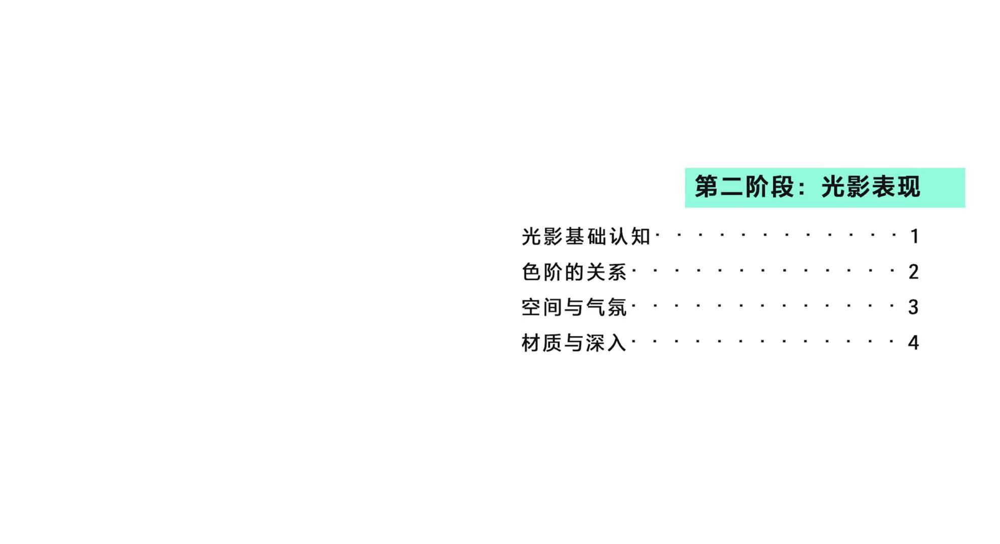 第二阶段：光影表现
光影基础认知· · · · · · · · · · · · 1
色阶的关系· · · · · · · · · · · · · 2
空间与气氛· · · · · · · · · · · · · 3
材质与深入· · · · · · · · · · · · · 4